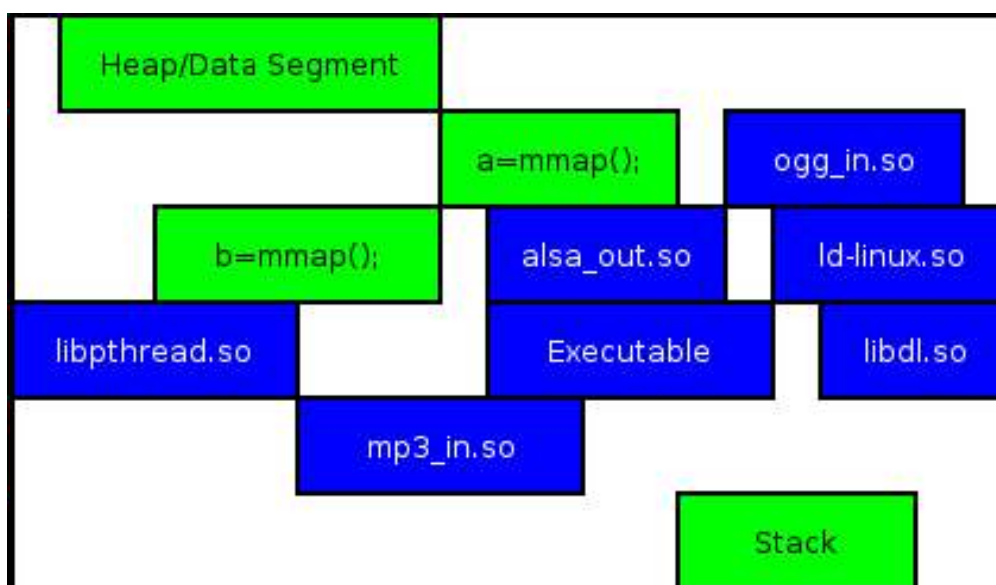 Heap/Data Segment
a=mmap();
ogg_in.so
b=mmap();
alsa_out.so
ld-linux.so
libpthread.so
Executable
libdl.so
mp3_in.so
Stack